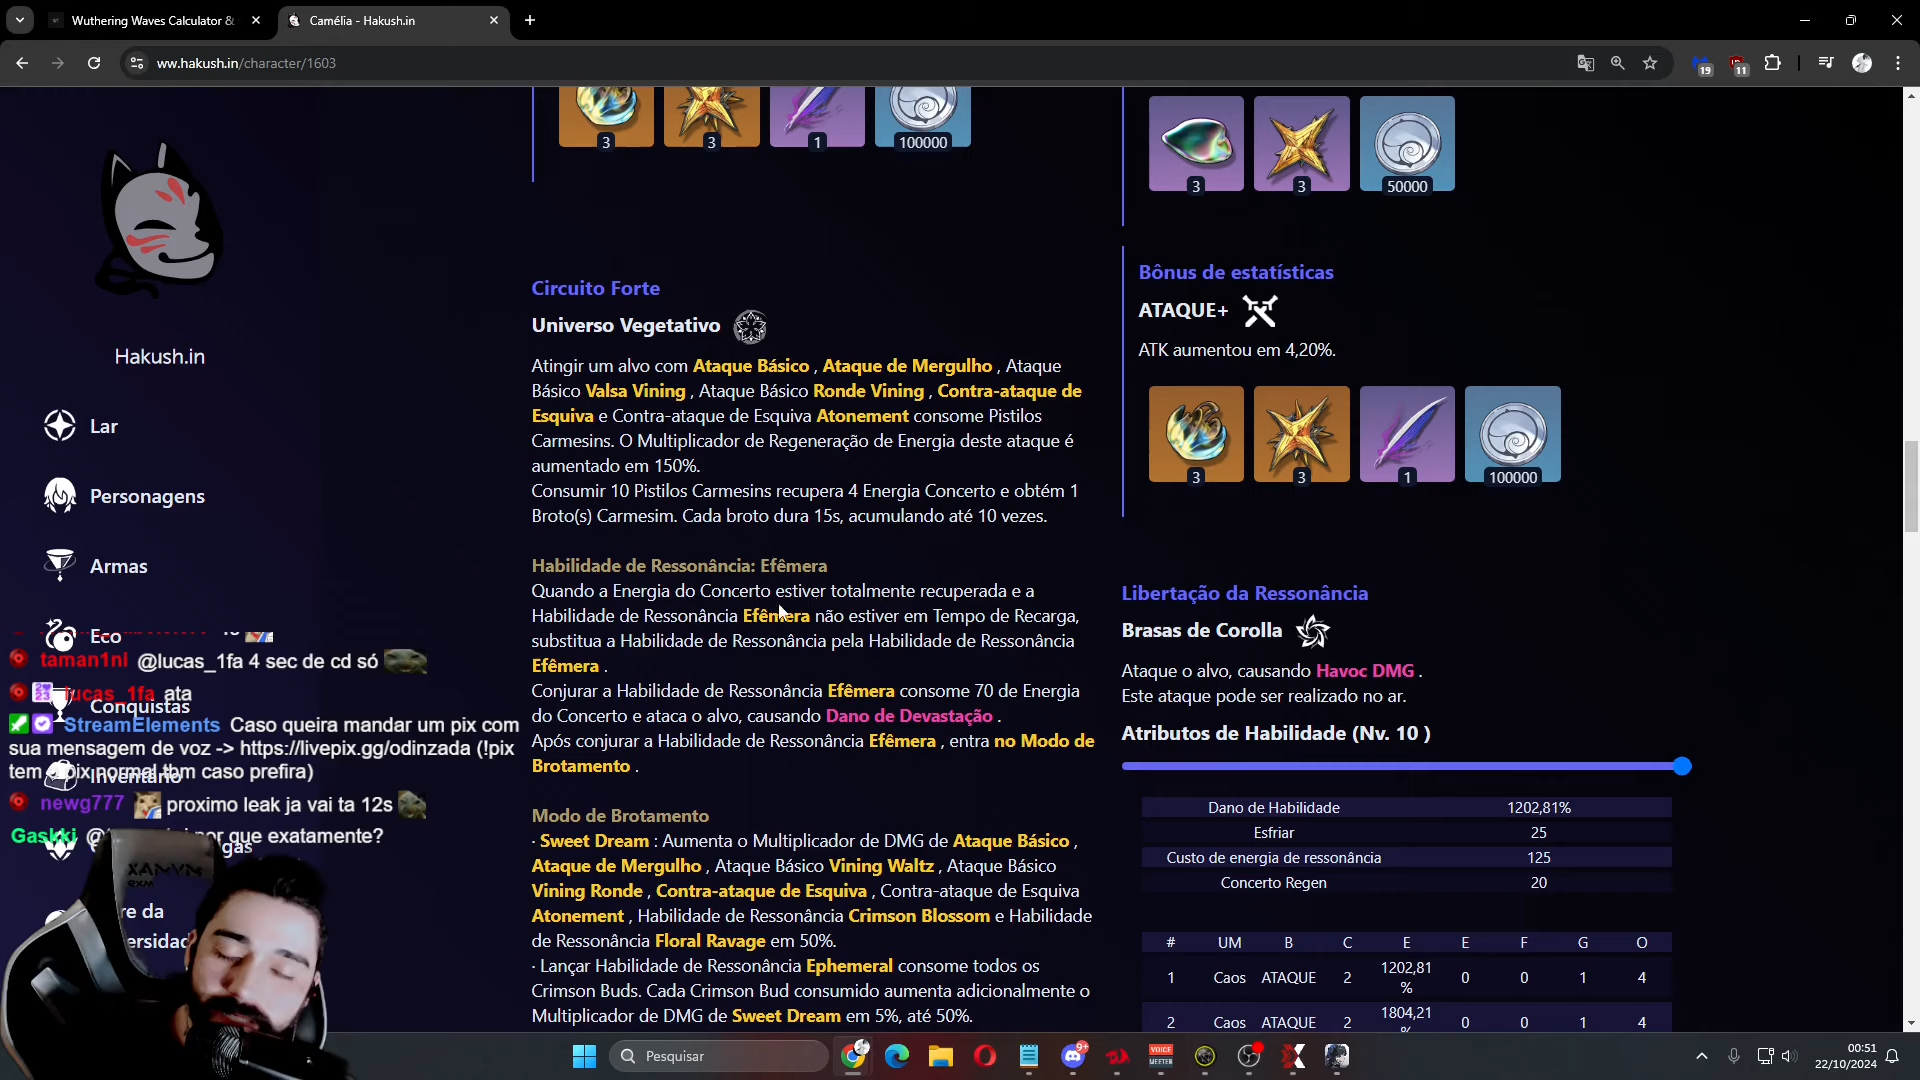 Wuthering Waves Calculator &
Camélia - Hakush.in
ww.hakush.in/character/1603
19
11
3
3
1
100000
3
3
50000
Hakush.in
Lar
Personagens
Armas
Eco
Conquistas
Inventário
Circuito Forte
Universo Vegetativo
Atingir um alvo com Ataque Básico , Ataque de Mergulho , Ataque
Básico Valsa Vining , Ataque Básico Ronde Vining , Contra-ataque de
Esquiva e Contra-ataque de Esquiva Atonement consome Pistilos
Carmesins. O Multiplicador de Regeneração de Energia deste ataque é
aumentado em 150%.
Consumir 10 Pistilos Carmesins recupera 4 Energia Concerto e obtém 1
Broto(s) Carmesim. Cada broto dura 15s, acumulando até 10 vezes.
Habilidade de Ressonância: Efêmera
Quando a Energia do Concerto estiver totalmente recuperada e a
Habilidade de Ressonância Efêmera não estiver em Tempo de Recarga,
substitua a Habilidade de Ressonância pela Habilidade de Ressonância
Efêmera .
Conjurar a Habilidade de Ressonância Efêmera consome 70 de Energia
do Concerto e ataca o alvo, causando Dano de Devastação .
Após conjurar a Habilidade de Ressonância Efêmera , entra no Modo de
Brotamento .
Modo de Brotamento
· Sweet Dream : Aumenta o Multiplicador de DMG de Ataque Básico ,
Ataque de Mergulho , Ataque Básico Vining Waltz , Ataque Básico
Vining Ronde , Contra-ataque de Esquiva , Contra-ataque de Esquiva
Atonement , Habilidade de Ressonância Crimson Blossom e Habilidade
de Ressonância Floral Ravage em 50%.
· Lançar Habilidade de Ressonância Ephemeral consome todos os
Crimson Buds. Cada Crimson Bud consumido aumenta adicionalmente o
Multiplicador de DMG de Sweet Dream em 5%, até 50%.
Bônus de estatísticas
ATAQUE+
ATK aumentou em 4,20%.
3
3
1
100000
Libertação da Ressonância
Brasas de Corolla
Ataque o alvo, causando Havoc DMG .
Este ataque pode ser realizado no ar.
Atributos de Habilidade (Nv. 10 )
Dano de Habilidade 1202,81%
Esfriar 25
Custo de energia de ressonância 125
Concerto Regen 20
# UM B C E E F G O
1 Caos ATAQUE 2 1202,81 % 0 0 1 4
2 Caos ATAQUE 2 1804,21 % 0 0 1 4
taman1nl @lucas_1fa 4 sec de cd só
lucas_1fa ata
StreamElements Caso queira mandar um pix com
sua mensagem de voz -> https://livepix.gg/odinzada (!pix
tem o pix normal tbm caso prefira)
newg777 proximo leak ja vai ta 12s
por que exatamente?
XANVM
exm
Pesquisar
9+
VOICE
MEETER
00:51
22/10/2024